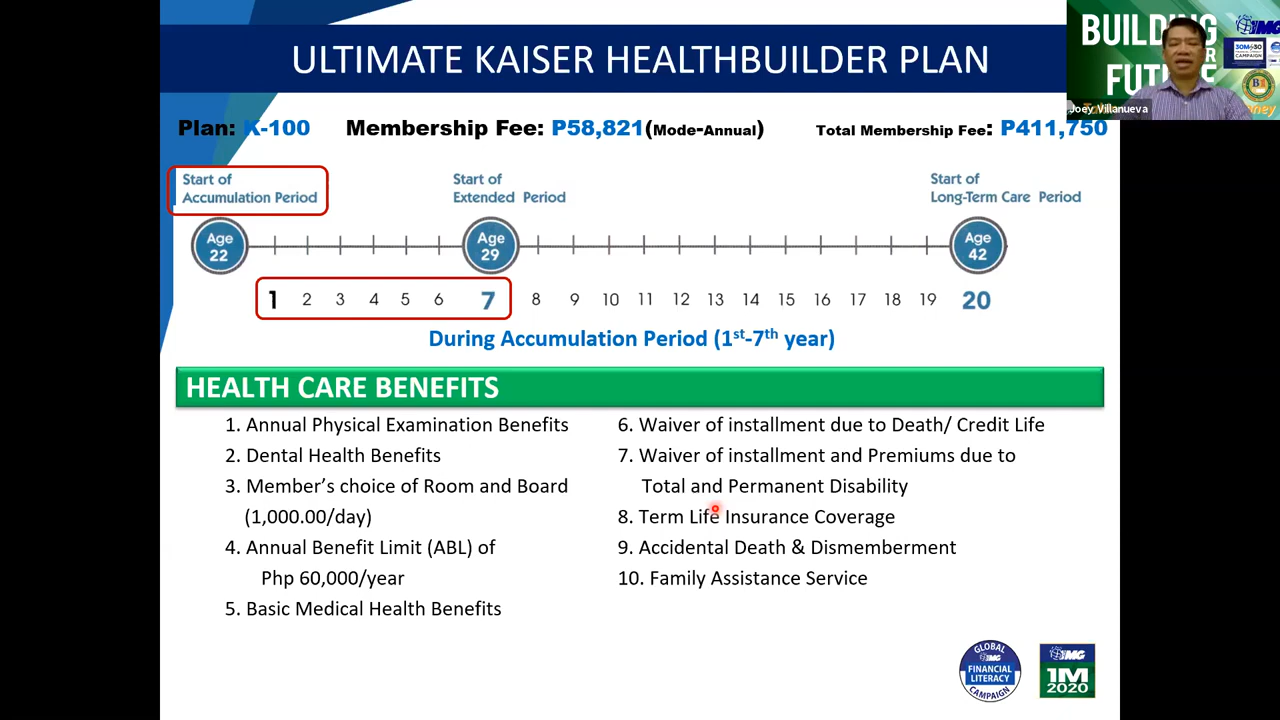 ULTIMATE KAISER HEALTHBUILDER PLAN
BUILDING
FUTURE
Joey Villanueva
IMG
30M 30
CAMPAIGN
Plan: K-100 Membership Fee: P58,821(Mode-Annual) Total Membership Fee: P411,750
Start of
Accumulation Period
Start of
Extended Period
Start of
Long-Term Care Period
Age
22
Age
29
Age
42
1 2 3 4 5 6 7 8 9 10 11 12 13 14 15 16 17 18 19 20
During Accumulation Period (1st-7th year)
HEALTH CARE BENEFITS
1. Annual Physical Examination Benefits
2. Dental Health Benefits
3. Member's choice of Room and Board
(1,000.00/day)
4. Annual Benefit Limit (ABL) of
Php 60,000/year
5. Basic Medical Health Benefits
6. Waiver of installment due to Death/ Credit Life
7. Waiver of installment and Premiums due to
Total and Permanent Disability
8. Term Life Insurance Coverage
9. Accidental Death & Dismemberment
10. Family Assistance Service
GLOBAL
IMG
FINANCIAL
LITERACY
CAMPAIGN
IMG
1M
2020